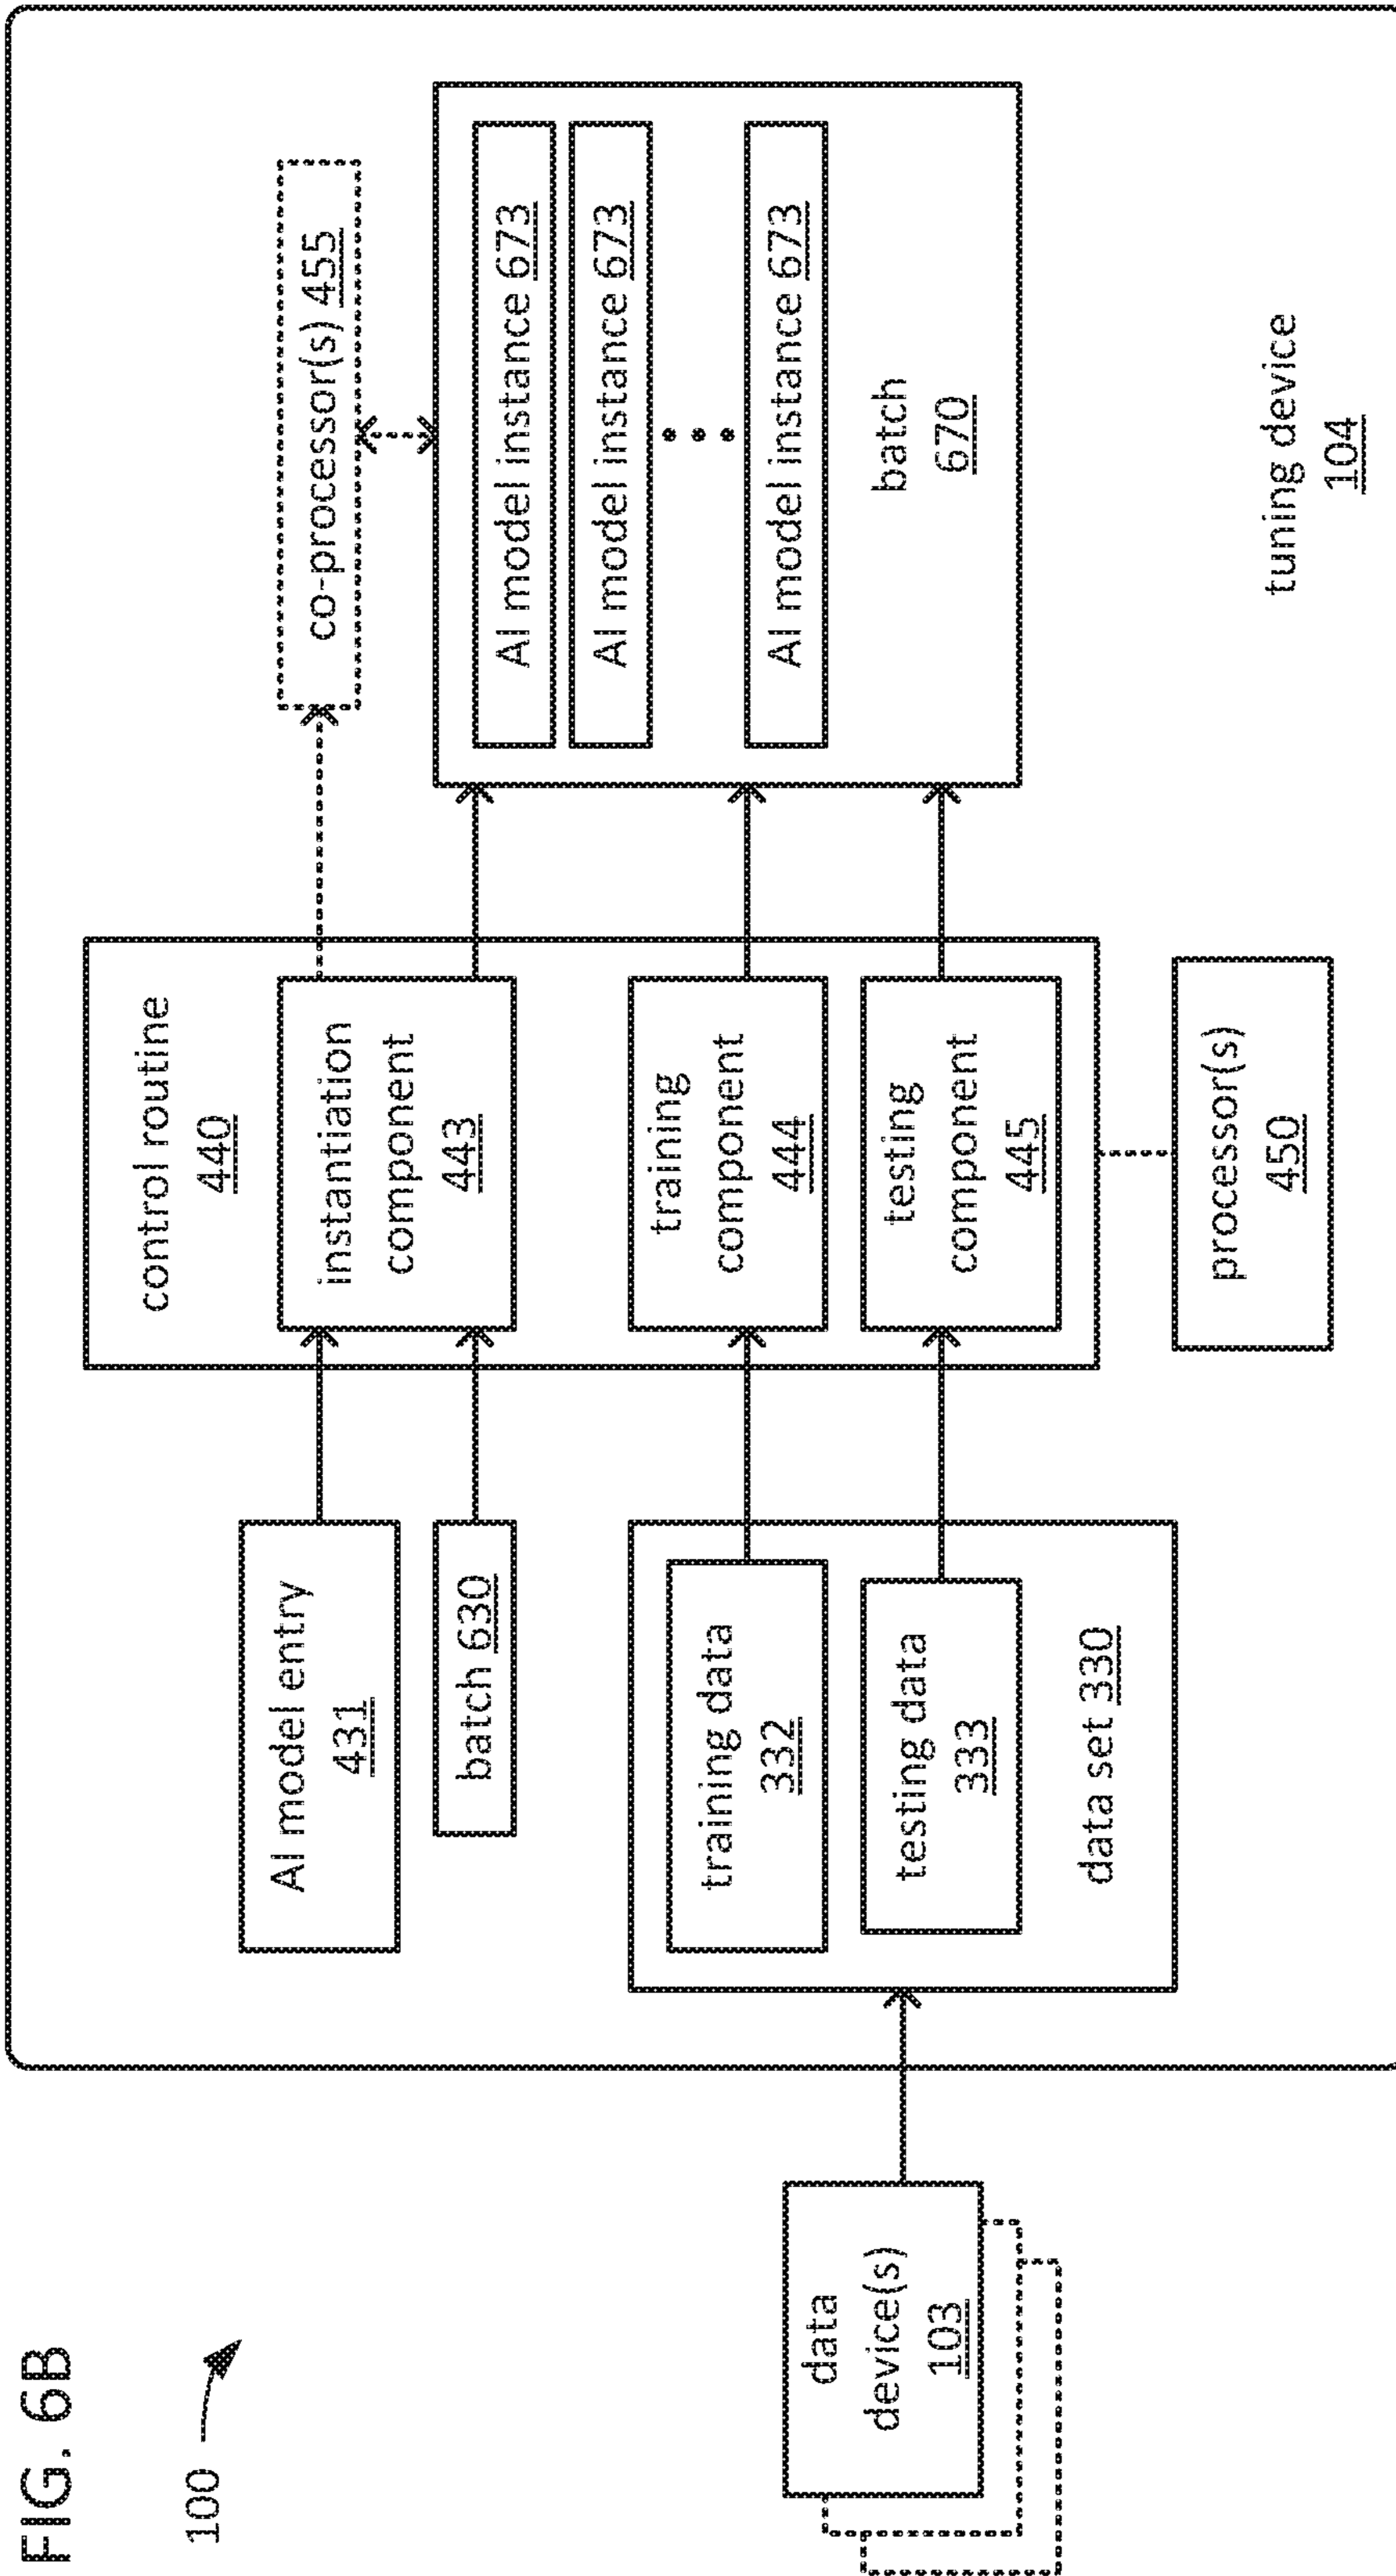 FIG. 6B
100
data
device(s)
103
AI model entry
431
batch 630
training data
332
testing data
333
data set 330
control routine
440
instantiation
component
443
training
component
444
testing
component
445
processor(s)
450
co-processor(s) 455
AI model instance 673
AI model instance 673
AI model instance 673
batch
670
tuning device
104